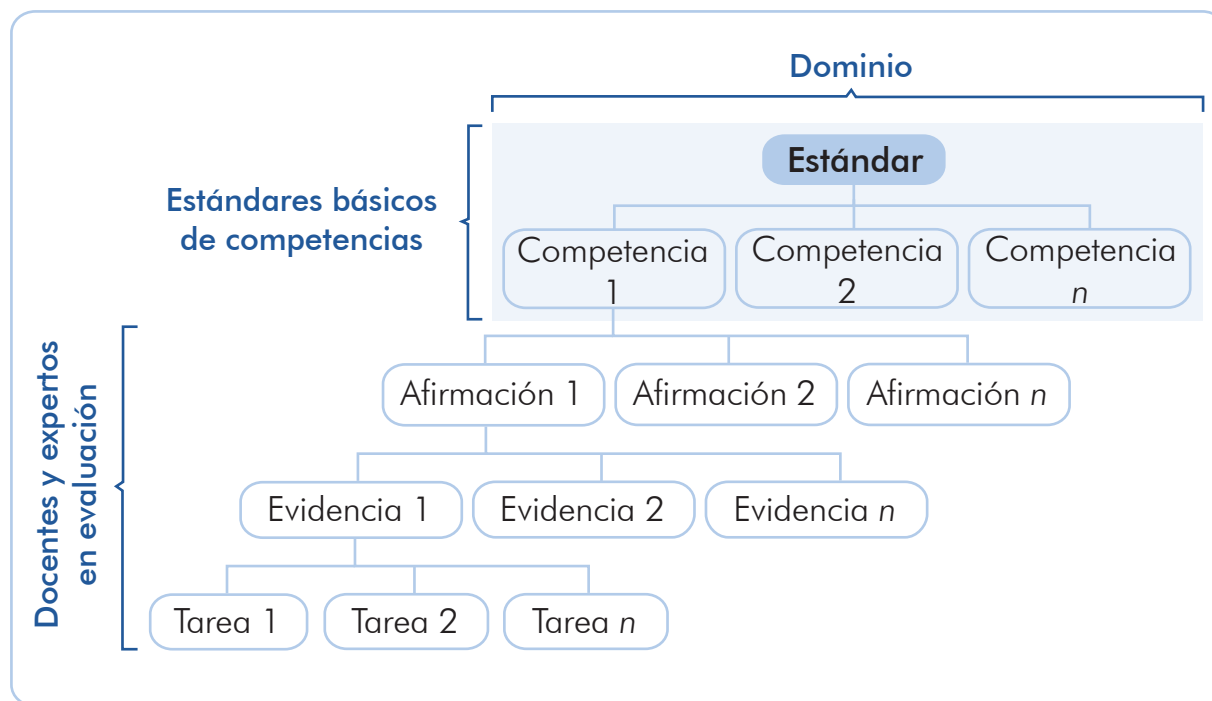 Dominio
Estándar
Estándares básicos
de competencias
Competencia
1
Competencia
2
Competencia
n
Docentes y expertos
en evaluación
Afirmación 1
Afirmación 2
Afirmación n
Evidencia 1
Evidencia 2
Evidencia n
Tarea 1
Tarea 2
Tarea n